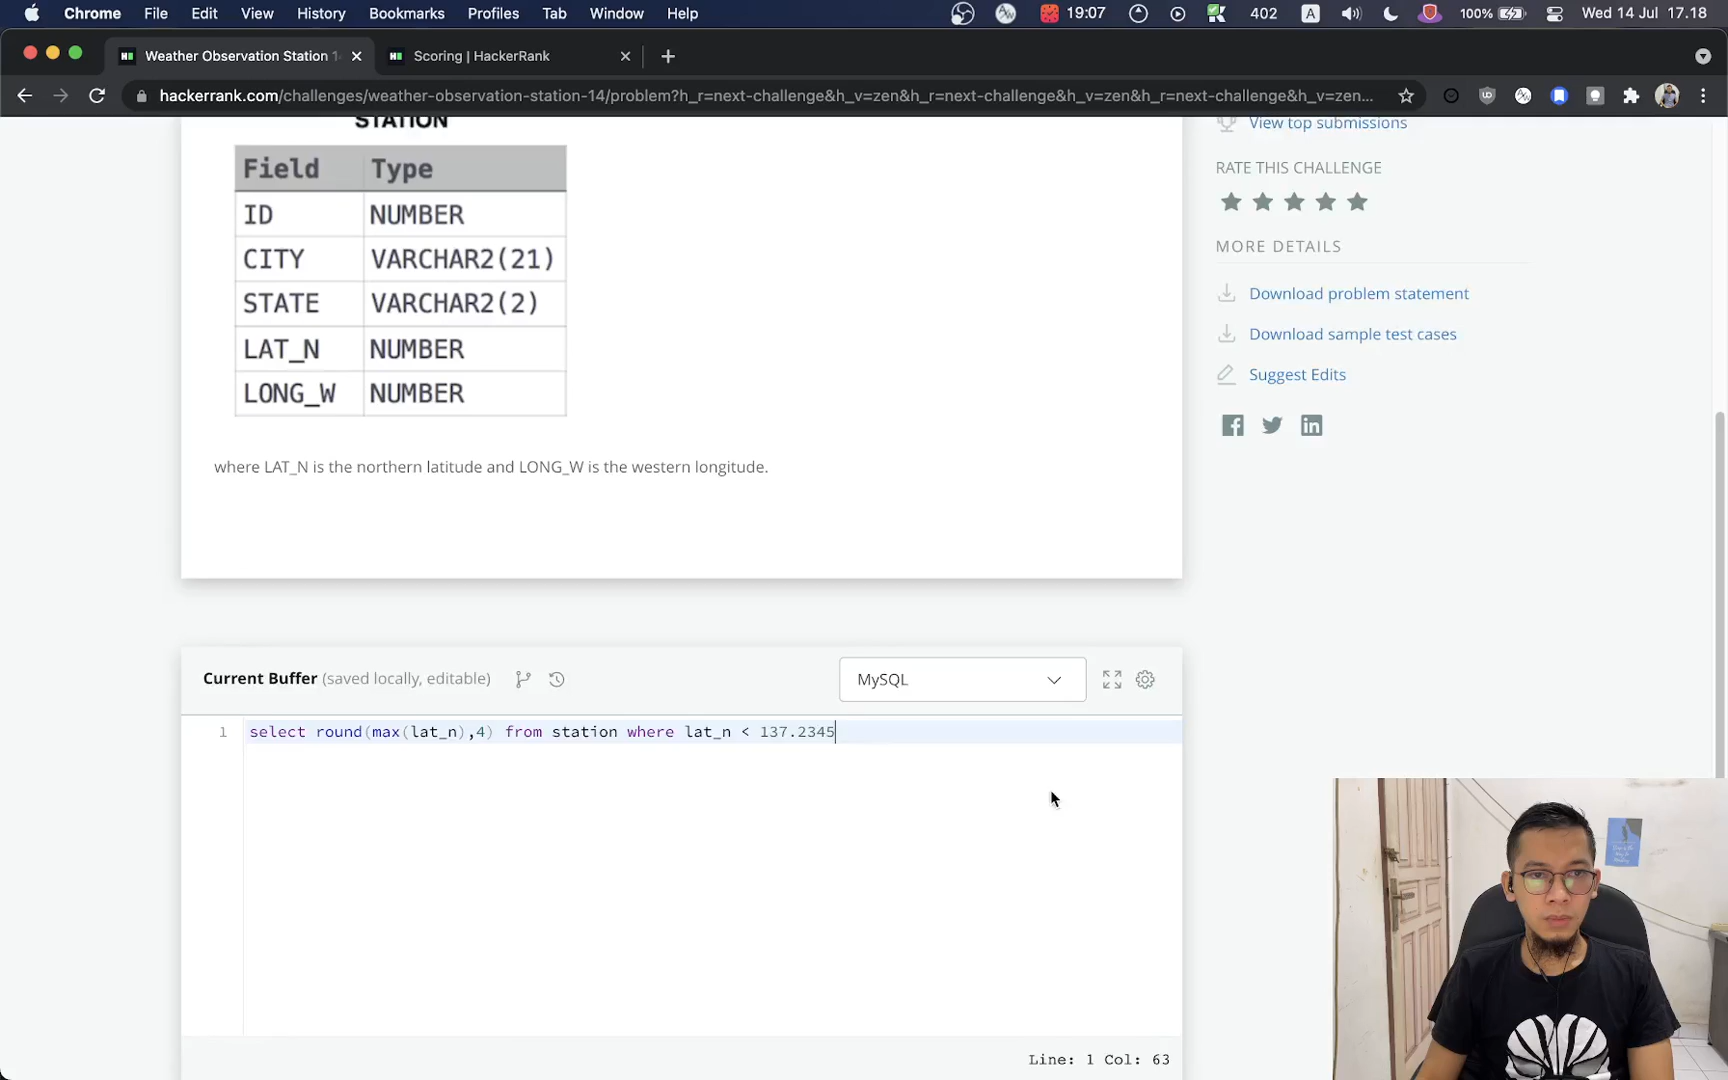 Chrome File Edit View History Bookmarks Profiles Tab Window Help 19:07 402 A 100% Wed 14 Jul 17.18
Weather Observation Station 1 Scoring | HackerRank
hackerrank.com/challenges/weather-observation-station-14/problem?h_r=next-challenge&h_v=zen&h_r=next-challenge&h_v=zen&h_r=next-challenge&h_v=zen...
STATION
View top submissions
RATE THIS CHALLENGE
Field Type
ID NUMBER
CITY VARCHAR2(21)
STATE VARCHAR2(2)
LAT_N NUMBER
LONG_W NUMBER
MORE DETAILS
Download problem statement
Download sample test cases
Suggest Edits
where LAT_N is the northern latitude and LONG_W is the western longitude.
Current Buffer (saved locally, editable) MySQL
1 select round(max(lat_n),4) from station where lat_n < 137.2345
Line: 1 Col: 63